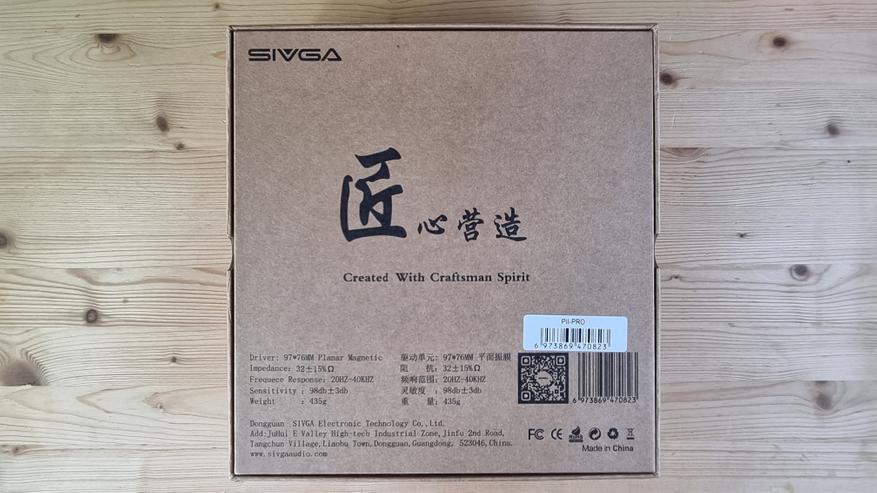 SIVGA
匠心营造
Created With Craftsman Spirit
PII-PRO
6 973869 470823
Driver: 97*76MM Planar Magnetic
Impedance: 32±15%Ω
Frequece Response: 20HZ-40KHZ
Sensitivity : 98db±3db
Weight : 435g
驱动单元: 97*76MM 平面振膜
阻 抗: 32±15%Ω
频响范围: 20HZ-40KHZ
灵敏度 : 98db±3db
重 量: 435g
6 973869 470823
Dongguan SIVGA Electronic Technology Co,.Ltd.
Add:JuHui E Valley High-tech Industrial Zone,Jinfu 2nd Road,
Tangchun Village,Liaobu Town,Dongguan,Guangdong, 523046,China.
www.sivgaaudio.com
FC CE
Made in China